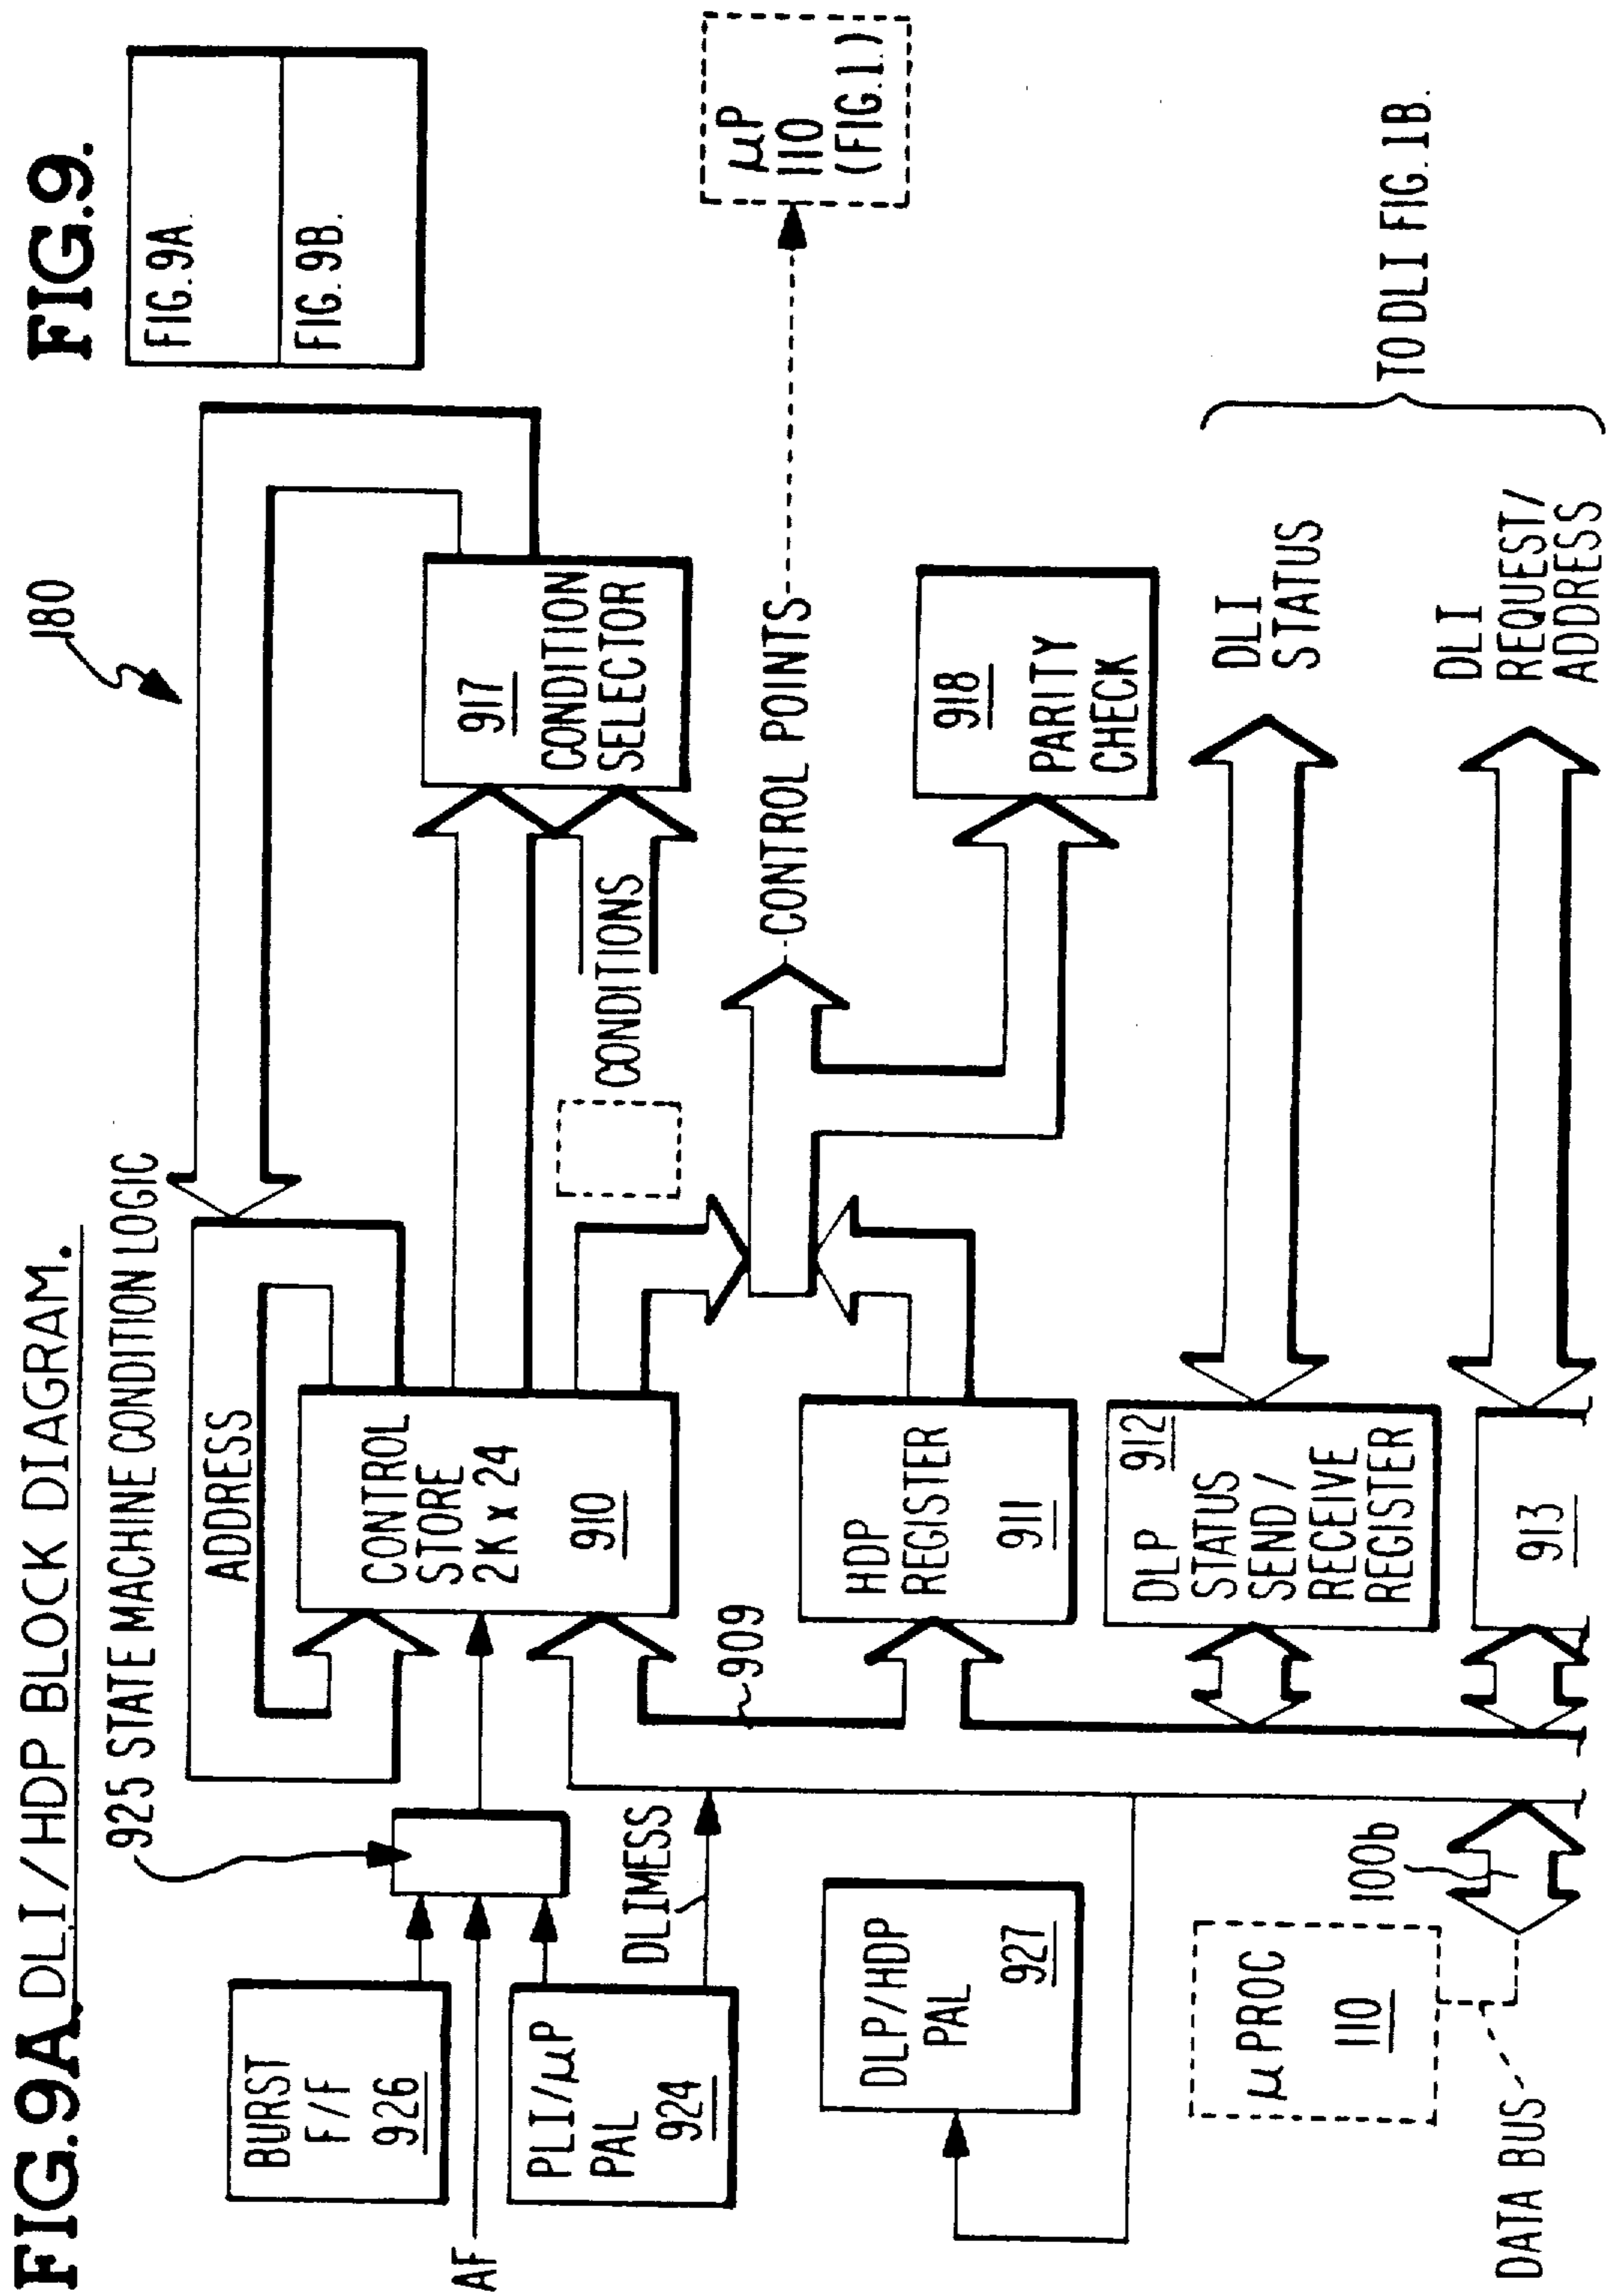 FIG.9A. DLI/HDP BLOCK DIAGRAM.
FIG.9.
FIG.9A.
FIG.9B.
180
925 STATE MACHINE CONDITION LOGIC
ADDRESS
BURST
F/F
926
AF
PLI/μP
PAL
924
DLIMESS
CONTROL
STORE
2K x 24
910
917
CONDITION
SELECTOR
CONDITIONS
CONTROL POINTS
μP
110
(FIG.1.)
909
HDP
REGISTER
911
918
PARITY
CHECK
DLP/HDP
PAL
927
DLP 912
STATUS
SEND/
RECEIVE
REGISTER
DLI
STATUS
TO DLI FIG. 1B.
μPROC
110
100b
913
DLI
REQUEST/
ADDRESS
DATA BUS